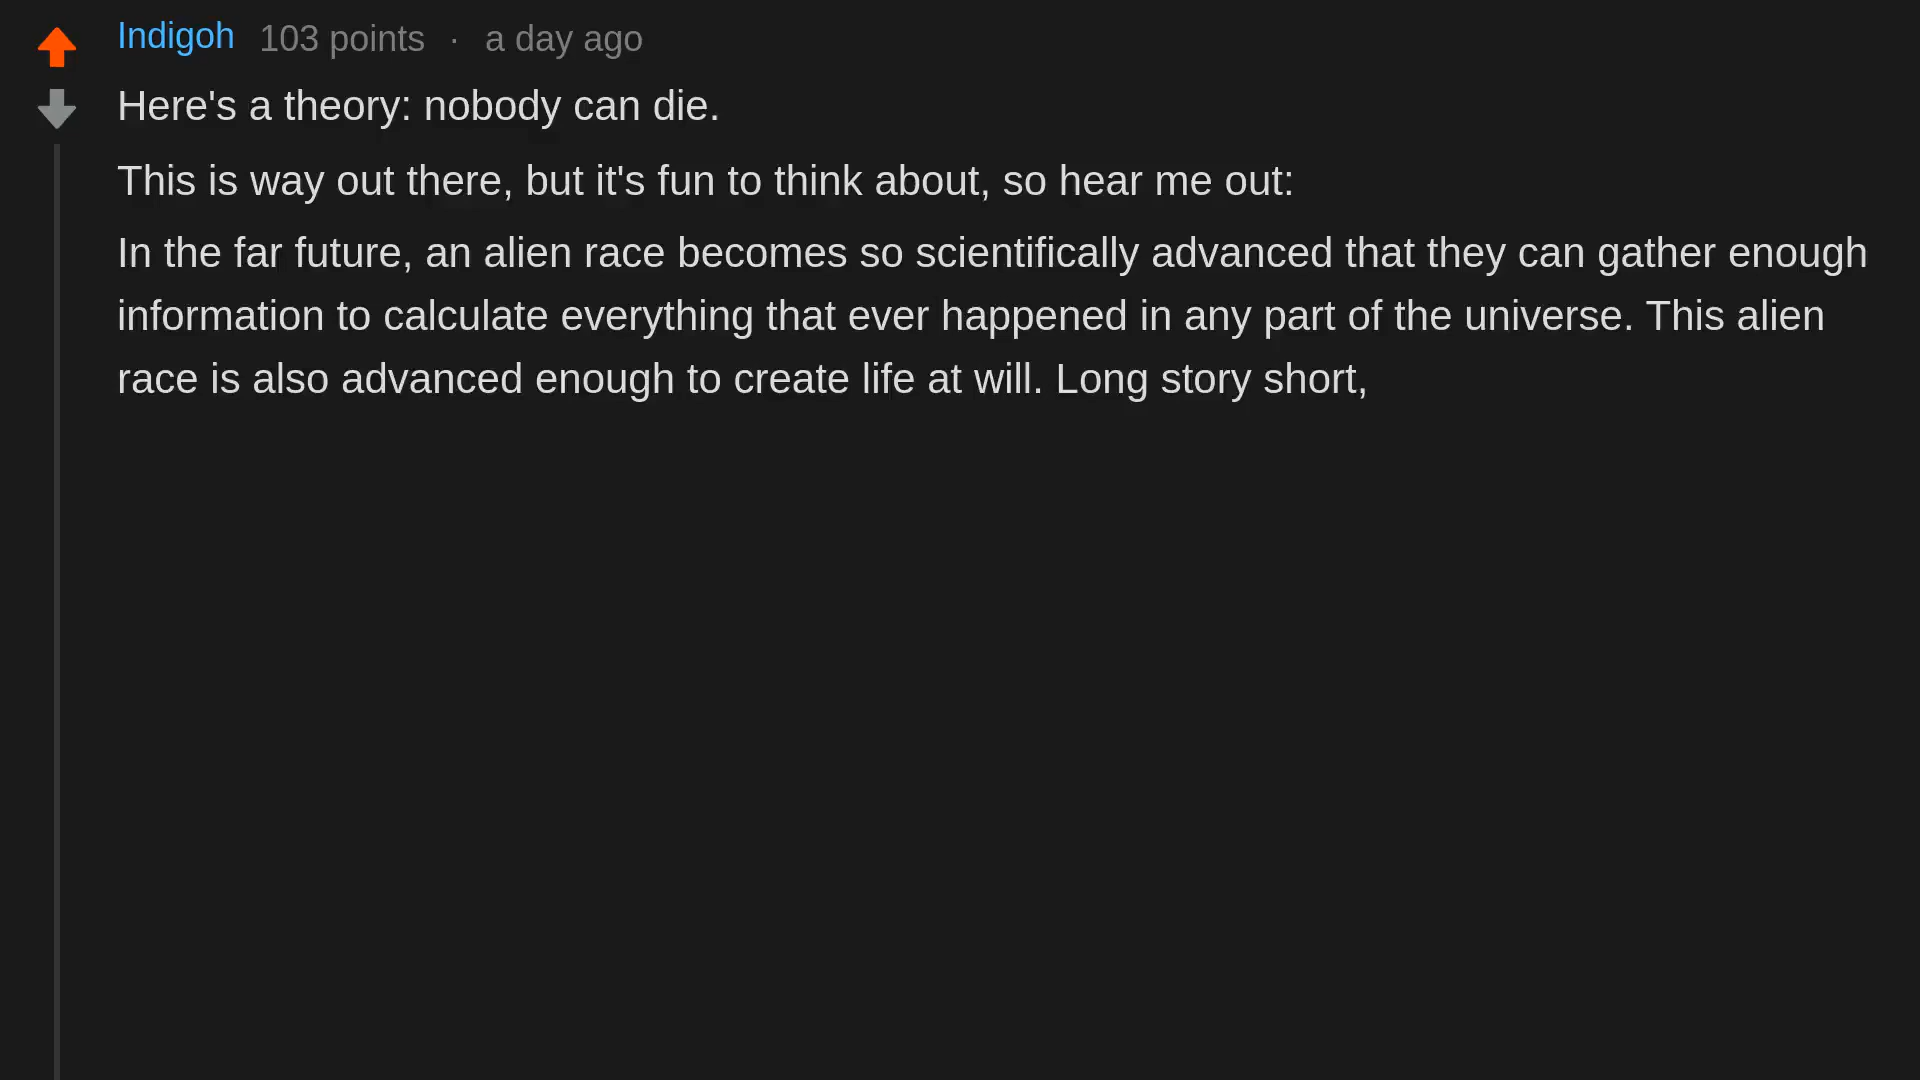 Indigoh 103 points · a day ago
Here's a theory: nobody can die.
This is way out there, but it's fun to think about, so hear me out:
In the far future, an alien race becomes so scientifically advanced that they can gather enough
information to calculate everything that ever happened in any part of the universe. This alien
race is also advanced enough to create life at will. Long story short,